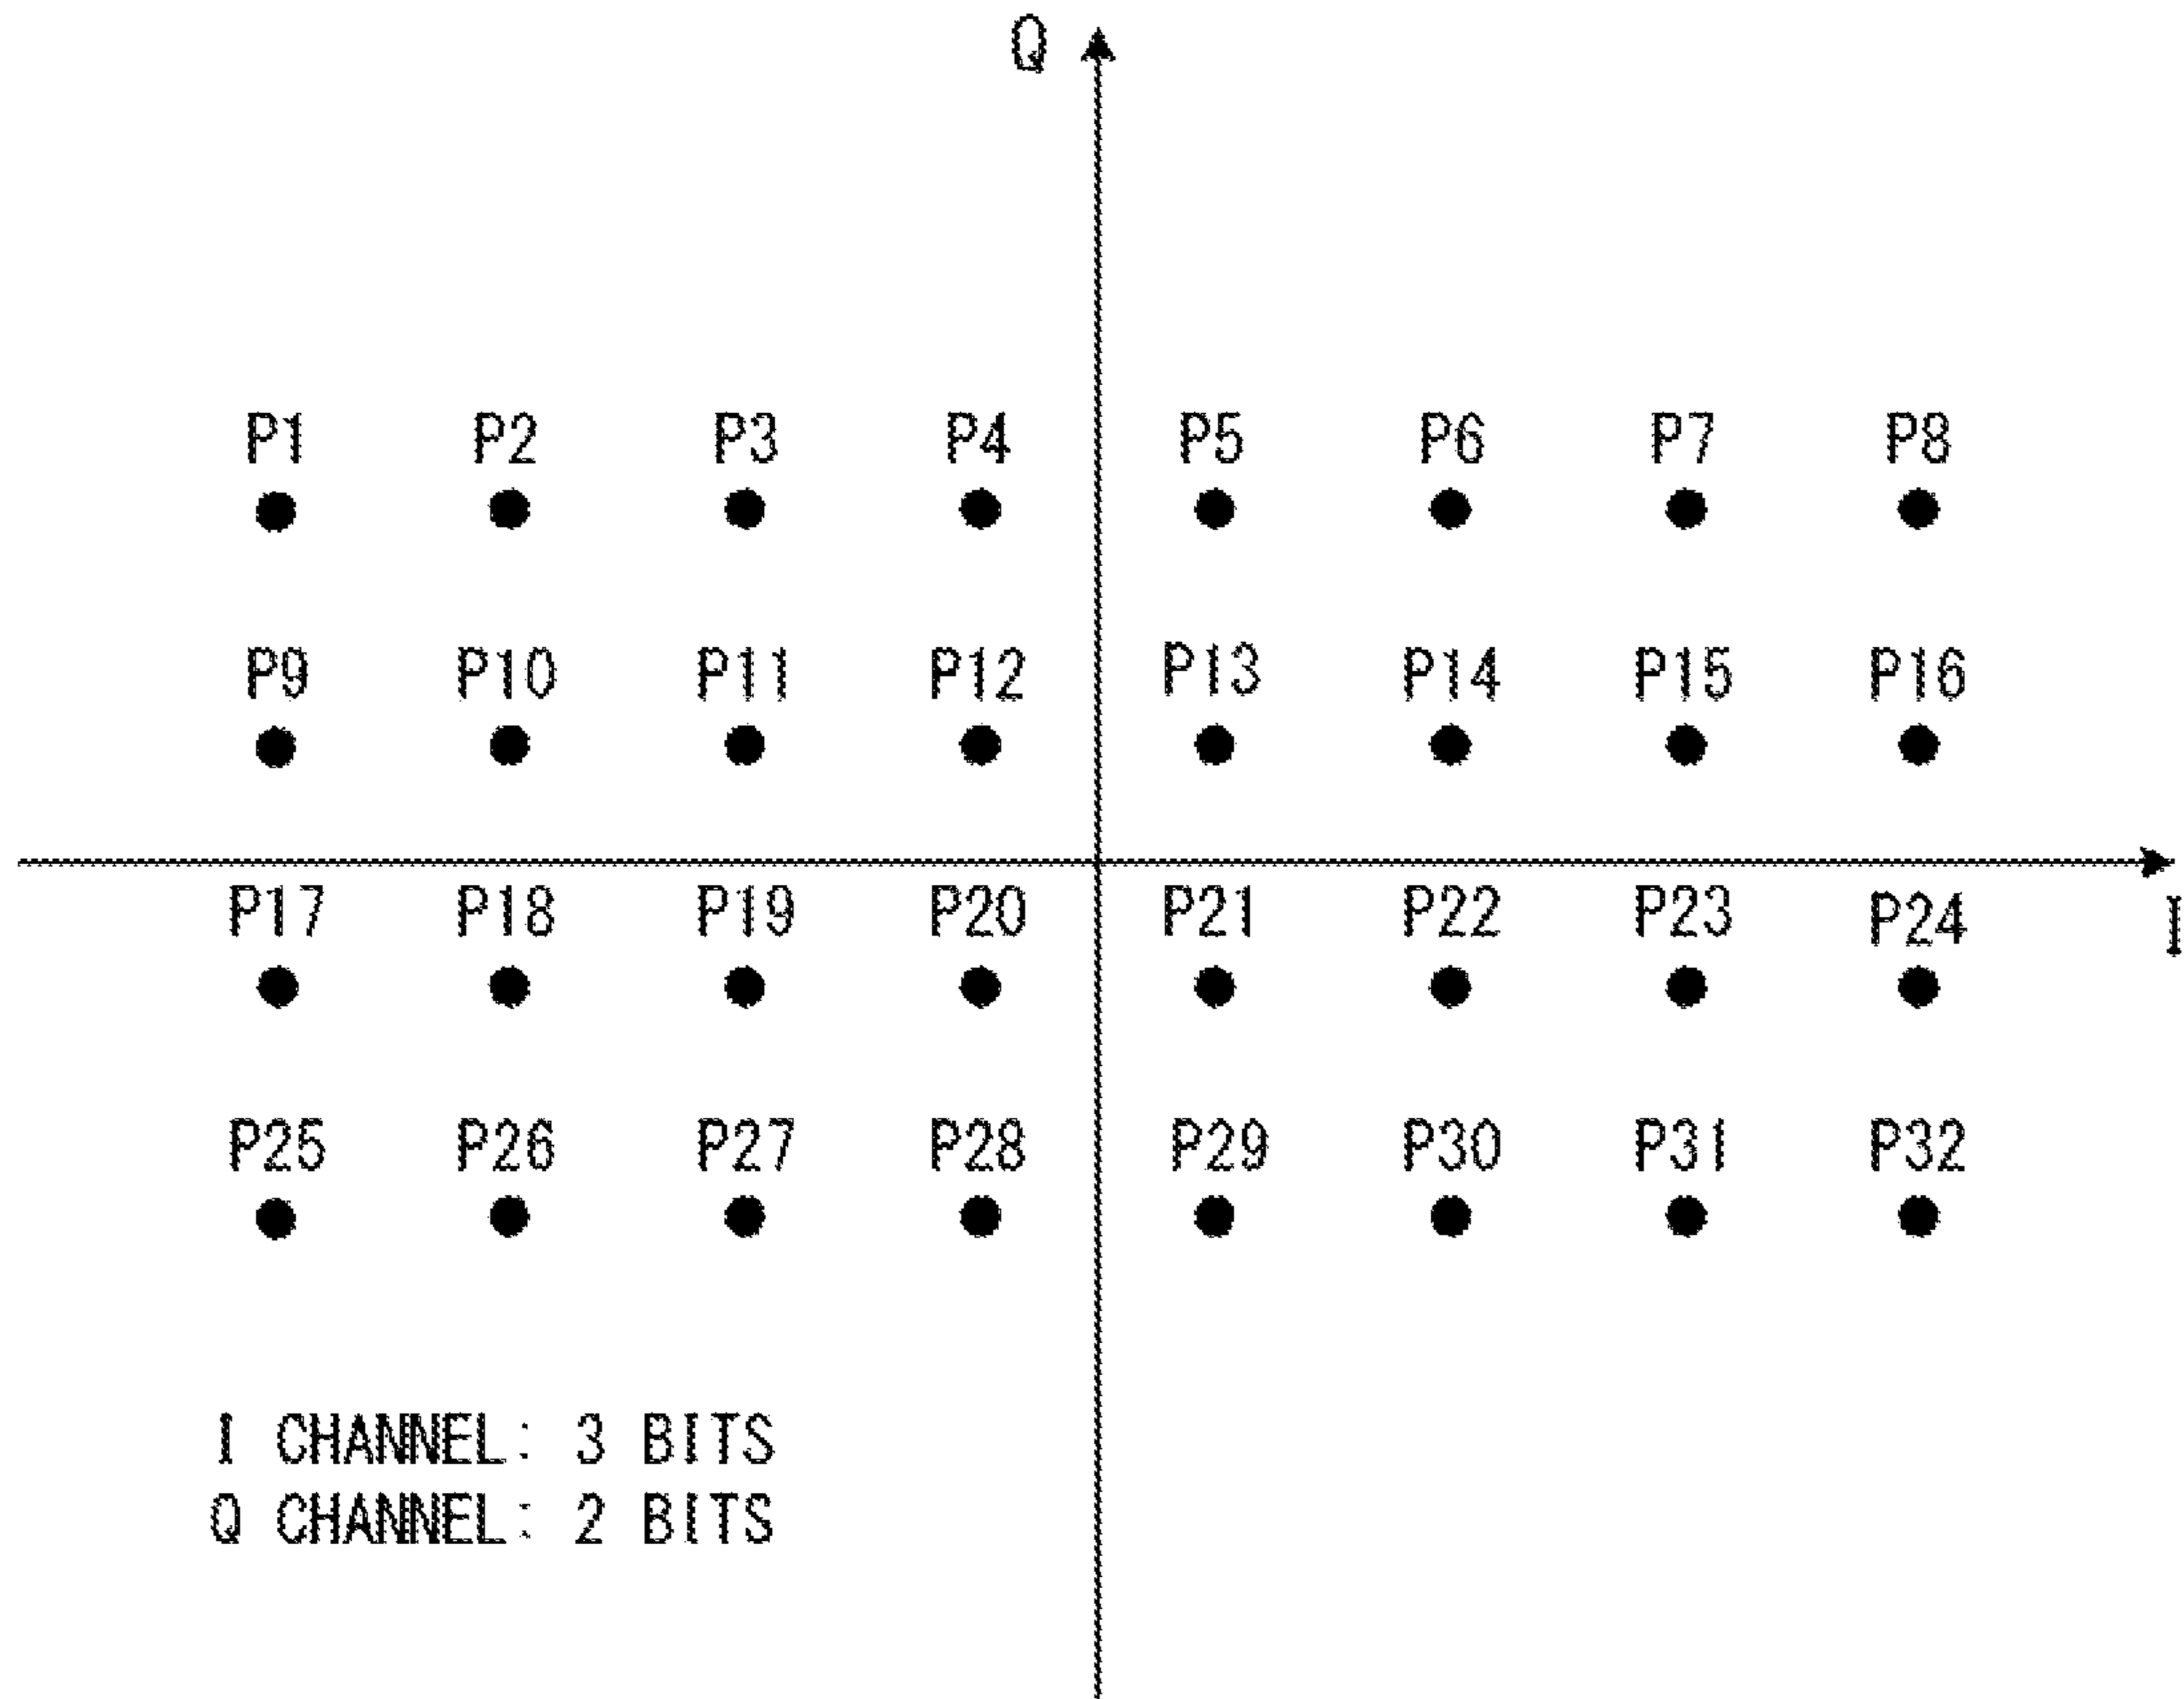 Q
P1 P2 P3 P4 P5 P6 P7 P8
P9 P10 P11 P12 P13 P14 P15 P16
P17 P18 P19 P20 P21 P22 P23 P24
I
P25 P26 P27 P28 P29 P30 P31 P32
I CHANNEL: 3 BITS
Q CHANNEL: 2 BITS